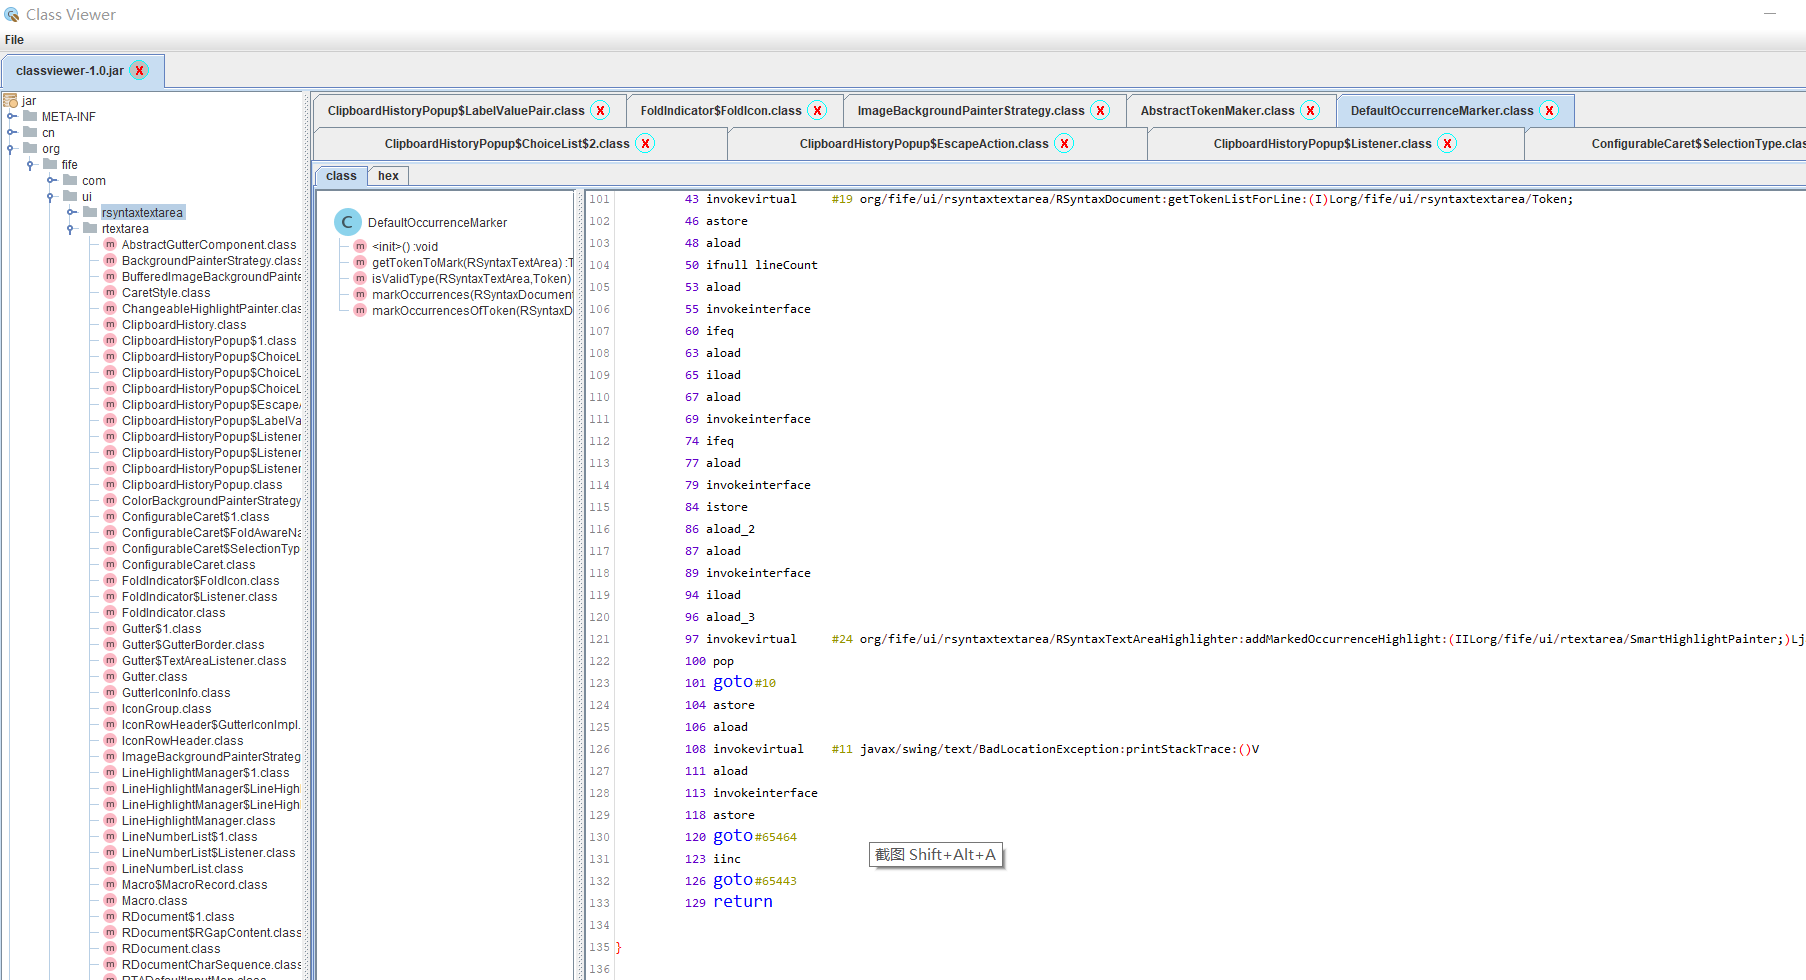 Class Viewer
File
classviewer-1.0.jar X
jar
META-INF
cn
org
fife
com
ui
rsyntaxtextarea
rtextarea
AbstractGutterComponent.class
BackgroundPainterStrategy.class
BufferedImageBackgroundPainte
CaretStyle.class
ChangeableHighlightPainter.clas
ClipboardHistory.class
ClipboardHistoryPopup$1.class
ClipboardHistoryPopup$ChoiceL
ClipboardHistoryPopup$ChoiceL
ClipboardHistoryPopup$ChoiceL
ClipboardHistoryPopup$EscapeA
ClipboardHistoryPopup$LabelVa
ClipboardHistoryPopup$Listener
ClipboardHistoryPopup$Listener
ClipboardHistoryPopup$Listener
ClipboardHistoryPopup.class
ColorBackgroundPainterStrategy
ConfigurableCaret$1.class
ConfigurableCaret$FoldAwareNa
ConfigurableCaret$SelectionTyp
ConfigurableCaret.class
FoldIndicator$FoldIcon.class
FoldIndicator$Listener.class
FoldIndicator.class
Gutter$1.class
Gutter$GutterBorder.class
Gutter$TextAreaListener.class
Gutter.class
GutterIconInfo.class
IconGroup.class
IconRowHeader$GutterIconImpl.
IconRowHeader.class
ImageBackgroundPainterStrateg
LineHighlightManager$1.class
LineHighlightManager$LineHighl
LineHighlightManager$LineHighl
LineHighlightManager.class
LineNumberList$1.class
LineNumberList$Listener.class
LineNumberList.class
Macro$MacroRecord.class
Macro.class
RDocument$1.class
RDocument$RGapContent.class
RDocument.class
RDocumentCharSequence.class
RTADefaultInputMap.class
ClipboardHistoryPopup$LabelValuePair.class X FoldIndicator$FoldIcon.class X ImageBackgroundPainterStrategy.class X AbstractTokenMaker.class X DefaultOccurrenceMarker.class X
ClipboardHistoryPopup$ChoiceList$2.class X ClipboardHistoryPopup$EscapeAction.class X ClipboardHistoryPopup$Listener.class X ConfigurableCaret$SelectionType.clas
class hex
C DefaultOccurrenceMarker
m <init>() :void
m getTokenToMark(RSyntaxTextArea) :T
m isValidType(RSyntaxTextArea,Token)
m markOccurrences(RSyntaxDocument
m markOccurrencesOfToken(RSyntaxD
101 43 invokevirtual #19 org/fife/ui/rsyntaxtextarea/RSyntaxDocument:getTokenListForLine:(I)Lorg/fife/ui/rsyntaxtextarea/Token;
102 46 astore
103 48 aload
104 50 ifnull lineCount
105 53 aload
106 55 invokeinterface
107 60 ifeq
108 63 aload
109 65 iload
110 67 aload
111 69 invokeinterface
112 74 ifeq
113 77 aload
114 79 invokeinterface
115 84 istore
116 86 aload_2
117 87 aload
118 89 invokeinterface
119 94 iload
120 96 aload_3
121 97 invokevirtual #24 org/fife/ui/rsyntaxtextarea/RSyntaxTextAreaHighlighter:addMarkedOccurrenceHighlight:(IILorg/fife/ui/rtextarea/SmartHighlightPainter;)Lj
122 100 pop
123 101 goto #10
124 104 astore
125 106 aload
126 108 invokevirtual #11 javax/swing/text/BadLocationException:printStackTrace:()V
127 111 aload
128 113 invokeinterface
129 118 astore
130 120 goto #65464
131 123 iinc
132 126 goto #65443
133 129 return
134
135 }
136
截图 Shift+Alt+A